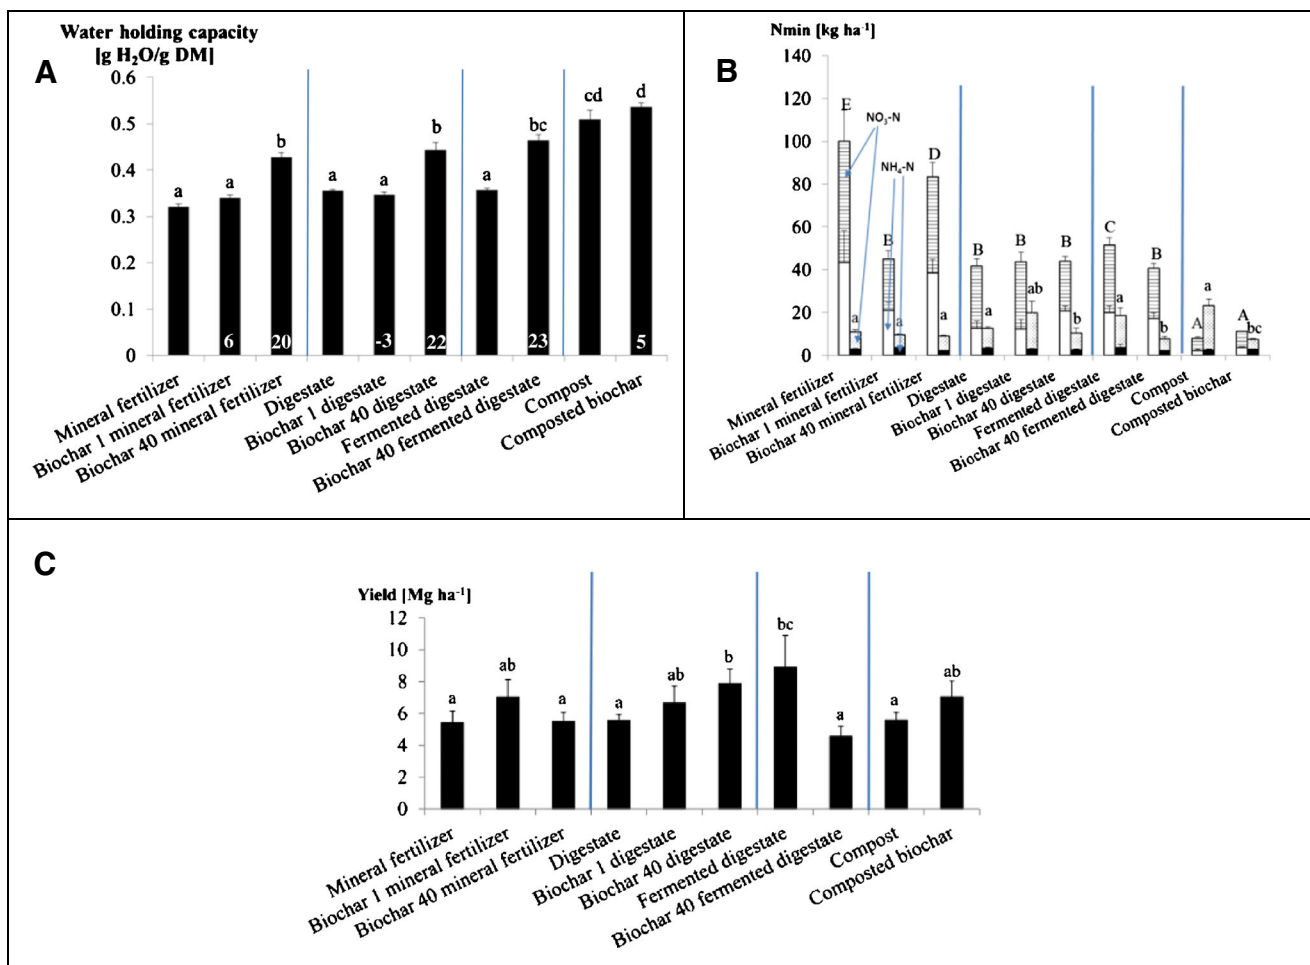 A
Water holding capacity
[g H₂O/g DM]
0.6
0.5
0.4
0.3
0.2
0.1
0
a
a
b
a
a
b
a
bc
cd
d
6
20
-3
22
23
5
Mineral fertilizer
Biochar 1 mineral fertilizer
Biochar 40 mineral fertilizer
Digestate
Biochar 1 digestate
Biochar 40 digestate
Fermented digestate
Biochar 40 fermented digestate
Compost
Composted biochar
B
Nmin [kg ha⁻¹]
140
120
100
80
60
40
20
0
NO₃-N
NH₄-N
E
a
B
a
D
a
B
a
B
ab
B
b
C
a
B
b
A
a
A
bc
Mineral fertilizer
Biochar 1 mineral fertilizer
Biochar 40 mineral fertilizer
Digestate
Biochar 1 digestate
Biochar 40 digestate
Fermented digestate
Biochar 40 fermented digestate
Compost
Composted biochar
C
Yield [Mg ha⁻¹]
12
10
8
6
4
2
0
a
ab
a
a
ab
b
bc
a
a
ab
Mineral fertilizer
Biochar 1 mineral fertilizer
Biochar 40 mineral fertilizer
Digestate
Biochar 1 digestate
Biochar 40 digestate
Fermented digestate
Biochar 40 fermented digestate
Compost
Composted biochar